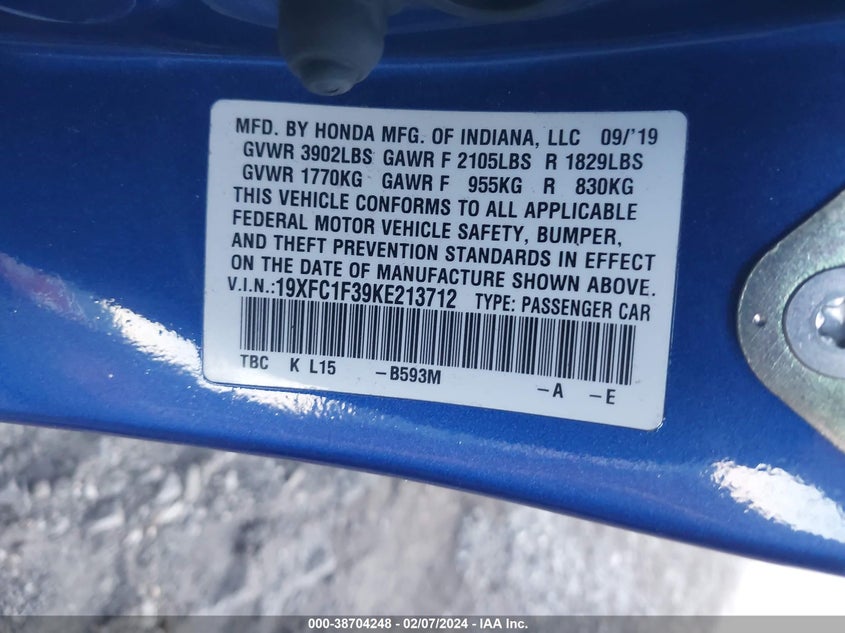 MFD. BY HONDA MFG. OF INDIANA, LLC 09/'19
GVWR 3902LBS GAWR F 2105LBS R 1829LBS
GVWR 1770KG GAWR F 955KG R 830KG
THIS VEHICLE CONFORMS TO ALL APPLICABLE
FEDERAL MOTOR VEHICLE SAFETY, BUMPER,
AND THEFT PREVENTION STANDARDS IN EFFECT
ON THE DATE OF MANUFACTURE SHOWN ABOVE.
V.I.N.:19XFC1F39KE213712 TYPE: PASSENGER CAR
TBC K L15 -B593M -A -E
000-38704248 - 02/07/2024 - IAA Inc.